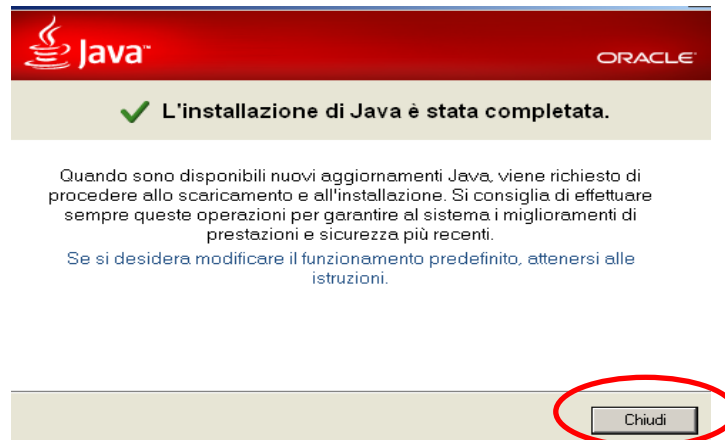 Java™
ORACLE®
L'installazione di Java è stata completata.
Quando sono disponibili nuovi aggiornamenti Java, viene richiesto di
procedere allo scaricamento e all'installazione. Si consiglia di effettuare
sempre queste operazioni per garantire al sistema i miglioramenti di
prestazioni e sicurezza più recenti.
Se si desidera modificare il funzionamento predefinito, attenersi alle
istruzioni.
Chiudi